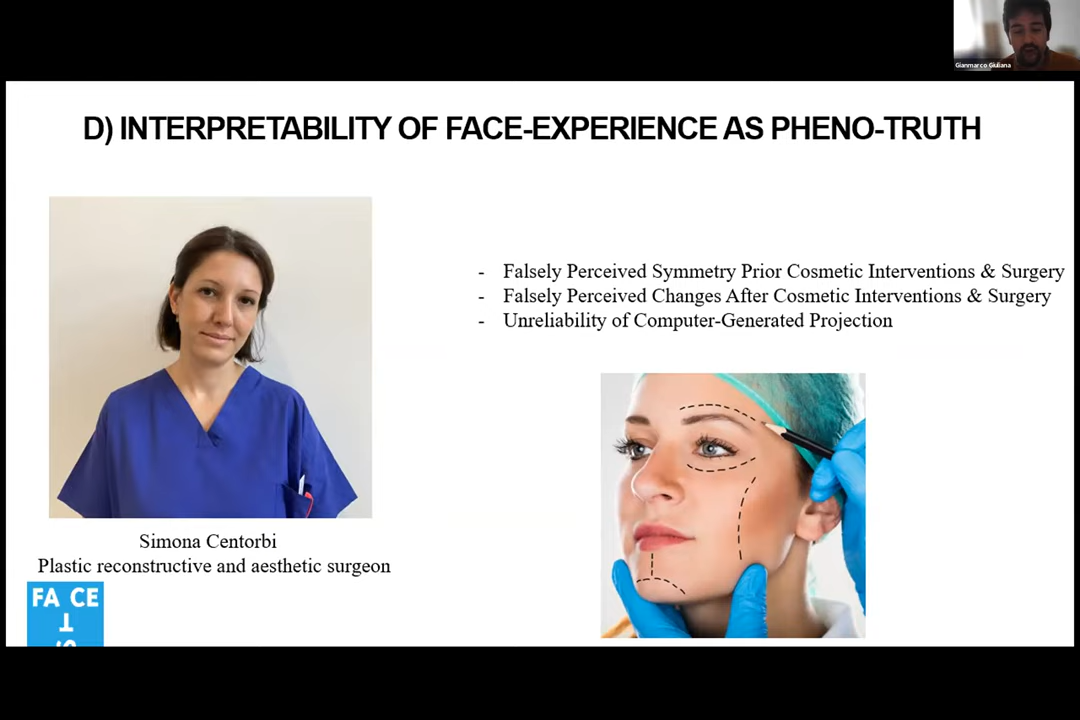 Gianmarco Giuliana
D) INTERPRETABILITY OF FACE-EXPERIENCE AS PHENO-TRUTH
- Falsely Perceived Symmetry Prior Cosmetic Interventions & Surgery
- Falsely Perceived Changes After Cosmetic Interventions & Surgery
- Unreliability of Computer-Generated Projection
Simona Centorbi
Plastic reconstructive and aesthetic surgeon
FA CE
T